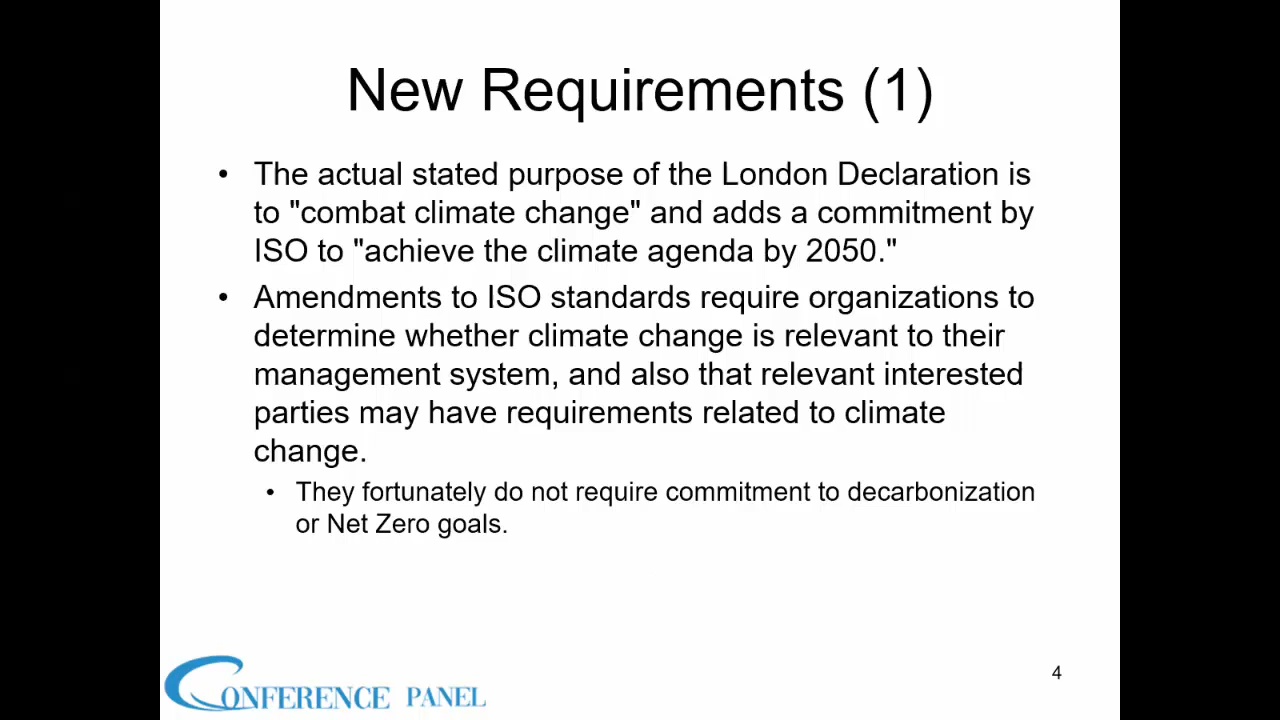 New Requirements (1)
• The actual stated purpose of the London Declaration is
to "combat climate change" and adds a commitment by
ISO to "achieve the climate agenda by 2050."
• Amendments to ISO standards require organizations to
determine whether climate change is relevant to their
management system, and also that relevant interested
parties may have requirements related to climate
change.
• They fortunately do not require commitment to decarbonization
or Net Zero goals.
CONFERENCE PANEL
4